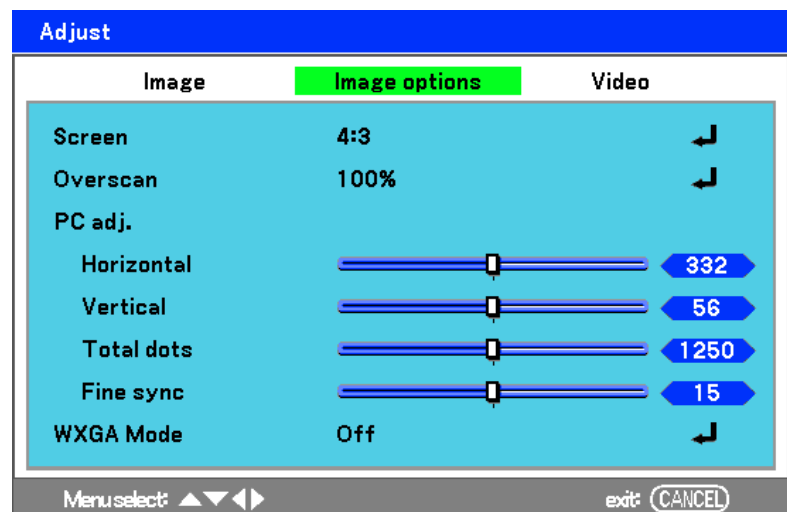 Adjust
Image Image options Video
Screen 4:3
Overscan 100%
PC adj.
Horizontal 332
Vertical 56
Total dots 1250
Fine sync 15
WXGA Mode Off
Menu select: exit: CANCEL